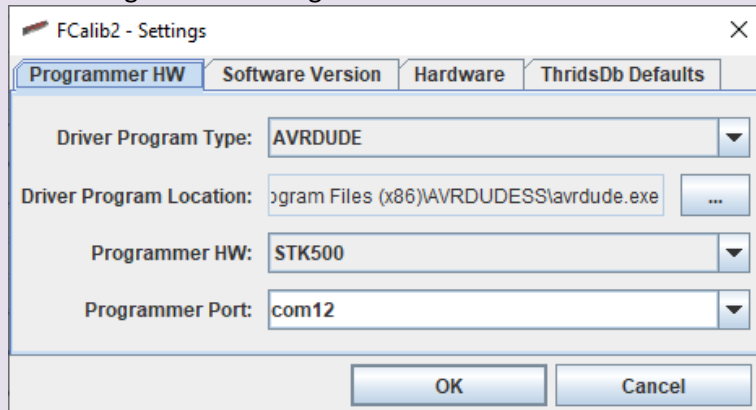 FCalib2 - Settings
Programmer HW Software Version Hardware ThridsDb Defaults
Driver Program Type: AVRDUDE
Driver Program Location: ogram Files (x86)\AVRDUDESS\avrdude.exe ...
Programmer HW: STK500
Programmer Port: com12
OK Cancel